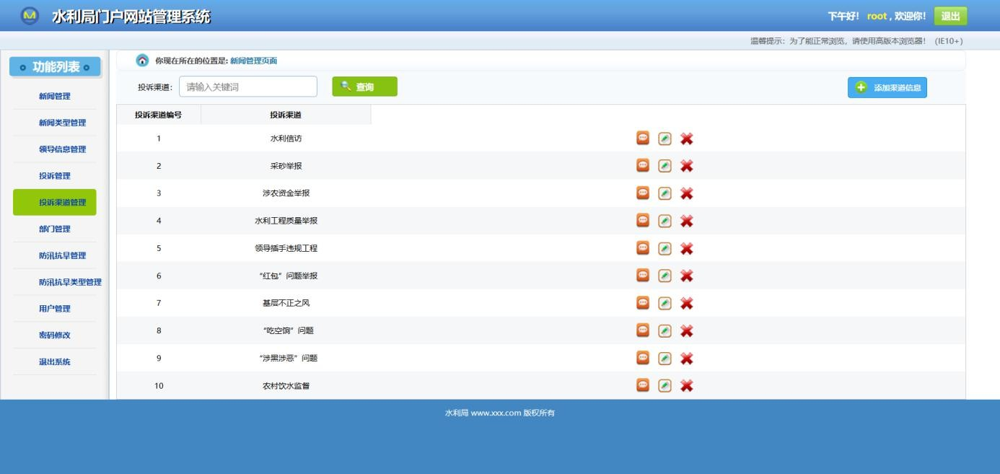 水利局门户网站管理系统
下午好! root , 欢迎你! 退出
温馨提示：为了能正常浏览，请使用高版本浏览器! (IE10+)
功能列表
新闻管理
新闻类型管理
领导信息管理
投诉管理
投诉渠道管理
部门管理
防汛抗旱管理
防汛抗旱类型管理
用户管理
密码修改
退出系统
你现在所在的位置是: 新闻管理页面
投诉渠道: 请输入关键词 查询 添加渠道信息
投诉渠道编号 投诉渠道
1 水利信访
2 采砂举报
3 涉农资金举报
4 水利工程质量举报
5 领导插手违规工程
6 “红包”问题举报
7 基层不正之风
8 “吃空饷”问题
9 “涉黑涉恶”问题
10 农村饮水监督
水利局 www.xxx.com 版权所有